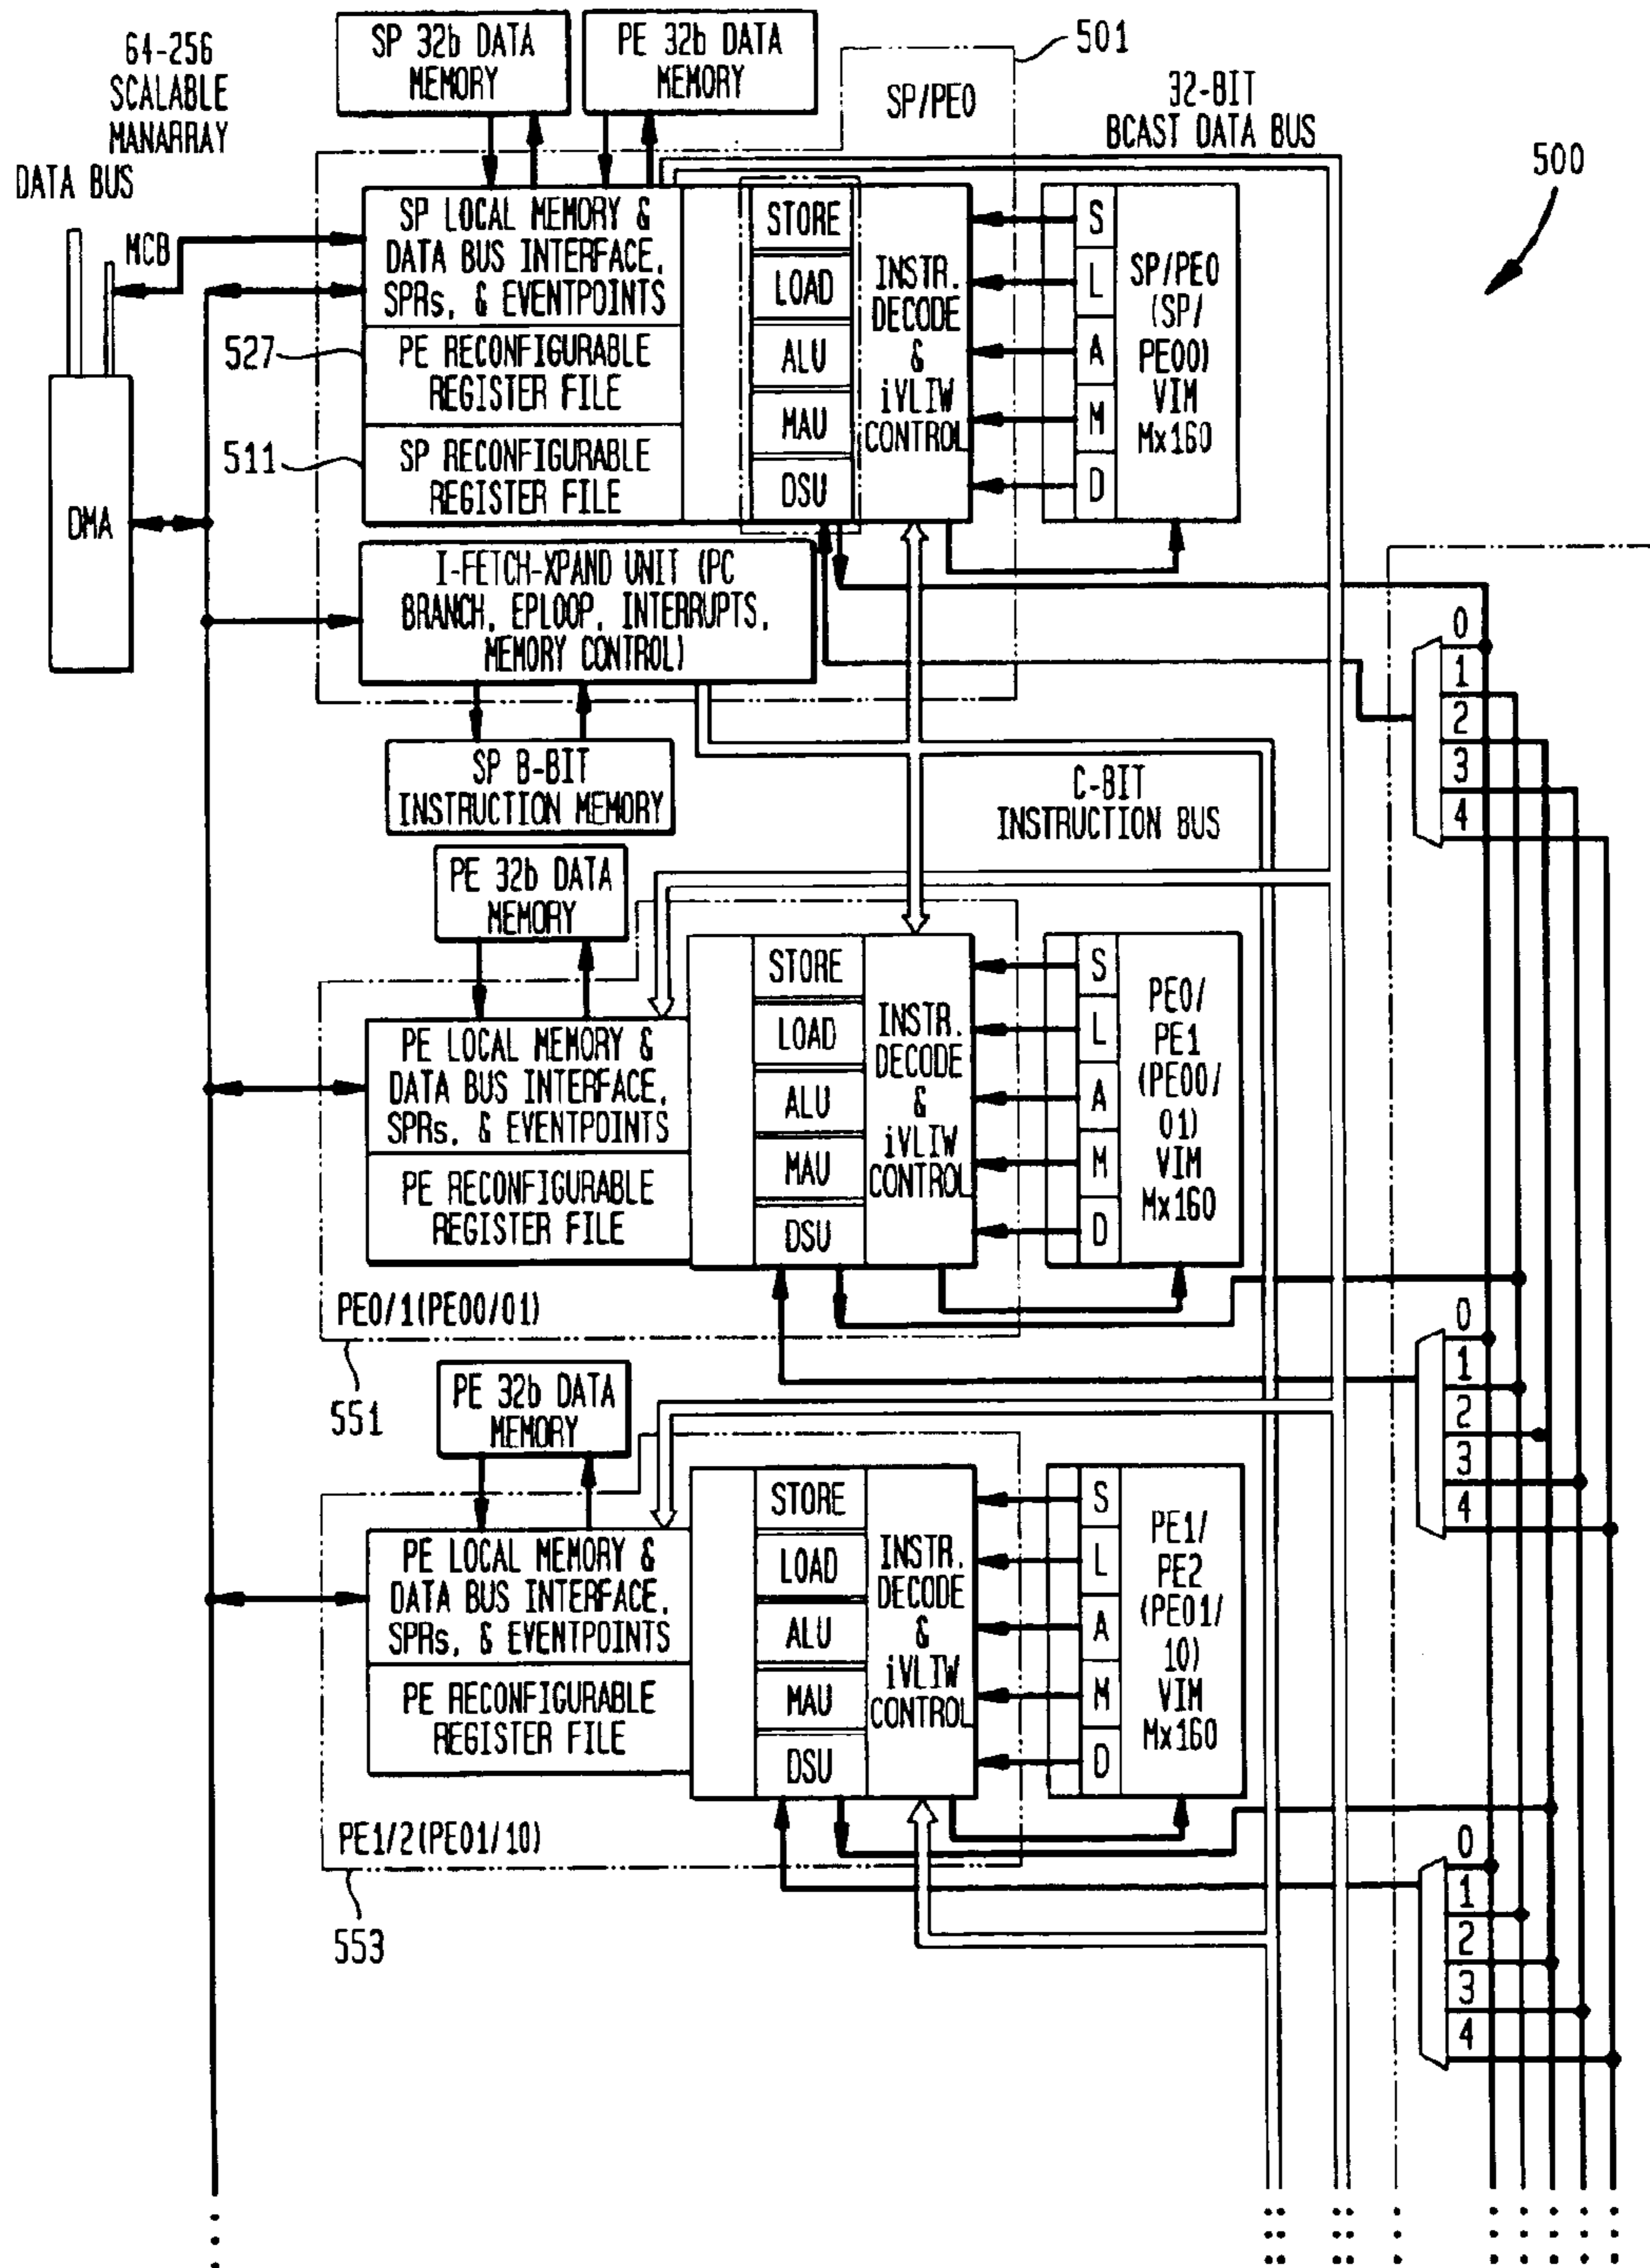 64-256
SCALABLE
MANARRAY
DATA BUS
SP 32b DATA
MEMORY
PE 32b DATA
MEMORY
501
SP/PE0
32-BIT
BCAST DATA BUS
500
MCB
DMA
SP LOCAL MEMORY &
DATA BUS INTERFACE,
SPRs, & EVENTPOINTS
527
PE RECONFIGURABLE
REGISTER FILE
511
SP RECONFIGURABLE
REGISTER FILE
STORE
LOAD
ALU
MAU
DSU
INSTR.
DECODE
&
iVLIW
CONTROL
S
L
A
M
D
SP/PE0
(SP/
PE00)
VIM
Mx160
I-FETCH-XPAND UNIT (PC
BRANCH, EPLOOP, INTERRUPTS,
MEMORY CONTROL)
0
1
2
3
4
SP B-BIT
INSTRUCTION MEMORY
C-BIT
INSTRUCTION BUS
PE 32b DATA
MEMORY
PE LOCAL MEMORY &
DATA BUS INTERFACE,
SPRs, & EVENTPOINTS
PE RECONFIGURABLE
REGISTER FILE
STORE
LOAD
ALU
MAU
DSU
INSTR.
DECODE
&
iVLIW
CONTROL
S
L
A
M
D
PE0/
PE1
(PE00/
01)
VIM
Mx160
PE0/1(PE00/01)
551
0
1
2
3
4
PE 32b DATA
MEMORY
PE LOCAL MEMORY &
DATA BUS INTERFACE,
SPRs, & EVENTPOINTS
PE RECONFIGURABLE
REGISTER FILE
STORE
LOAD
ALU
MAU
DSU
INSTR.
DECODE
&
iVLIW
CONTROL
S
L
A
M
D
PE1/
PE2
(PE01/
10)
VIM
Mx160
PE1/2(PE01/10)
553
0
1
2
3
4